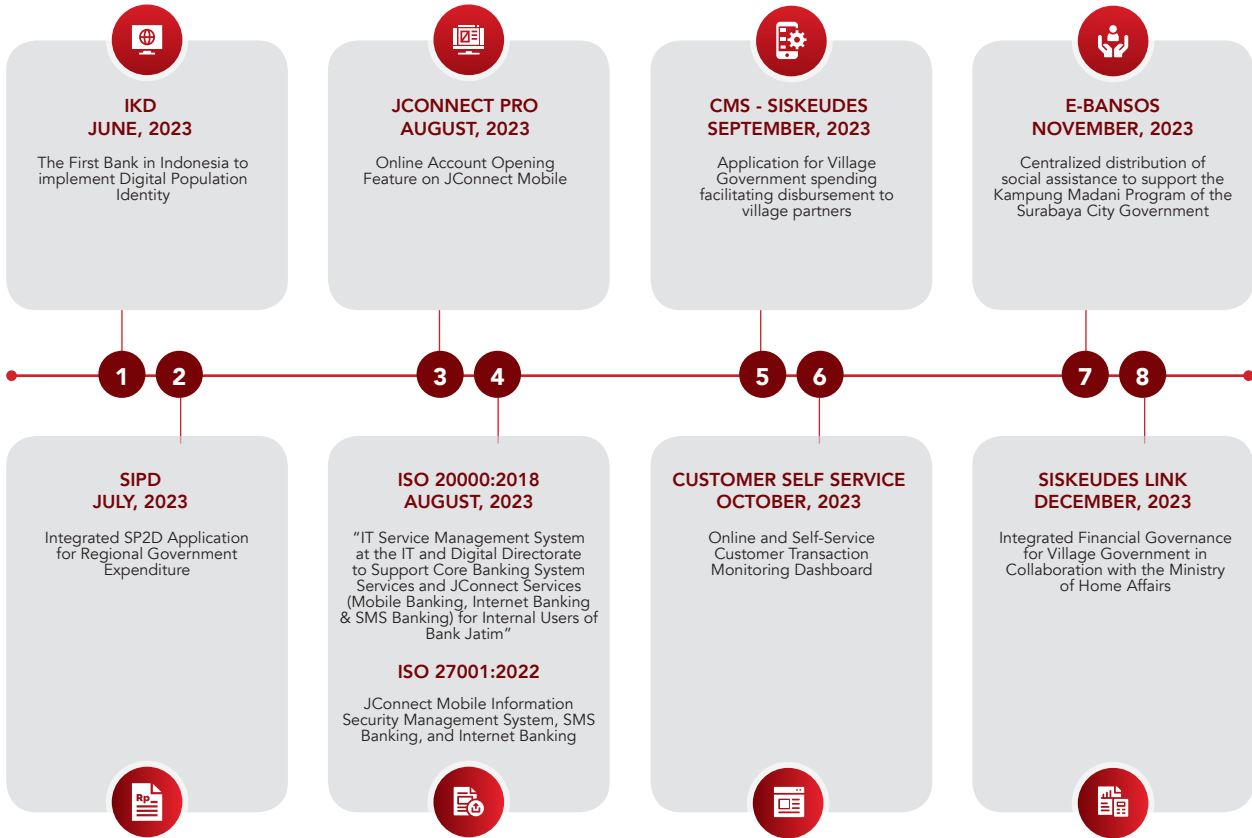 IKD
JUNE, 2023
The First Bank in Indonesia to
implement Digital Population
Identity
JCONNECT PRO
AUGUST, 2023
Online Account Opening
Feature on JConnect Mobile
CMS - SISKEUDES
SEPTEMBER, 2023
Application for Village
Government spending
facilitating disbursement to
village partners
E-BANSOS
NOVEMBER, 2023
Centralized distribution of
social assistance to support the
Kampung Madani Program of the
Surabaya City Government
1
2
3
4
5
6
7
8
SIPD
JULY, 2023
Integrated SP2D Application
for Regional Government
Expenditure
Rp
ISO 20000:2018
AUGUST, 2023
“IT Service Management System
at the IT and Digital Directorate
to Support Core Banking System
Services and JConnect Services
(Mobile Banking, Internet Banking
& SMS Banking) for Internal Users of
Bank Jatim”
ISO 27001:2022
JConnect Mobile Information
Security Management System, SMS
Banking, and Internet Banking
CUSTOMER SELF SERVICE
OCTOBER, 2023
Online and Self-Service
Customer Transaction
Monitoring Dashboard
SISKEUDES LINK
DECEMBER, 2023
Integrated Financial Governance
for Village Government in
Collaboration with the Ministry
of Home Affairs